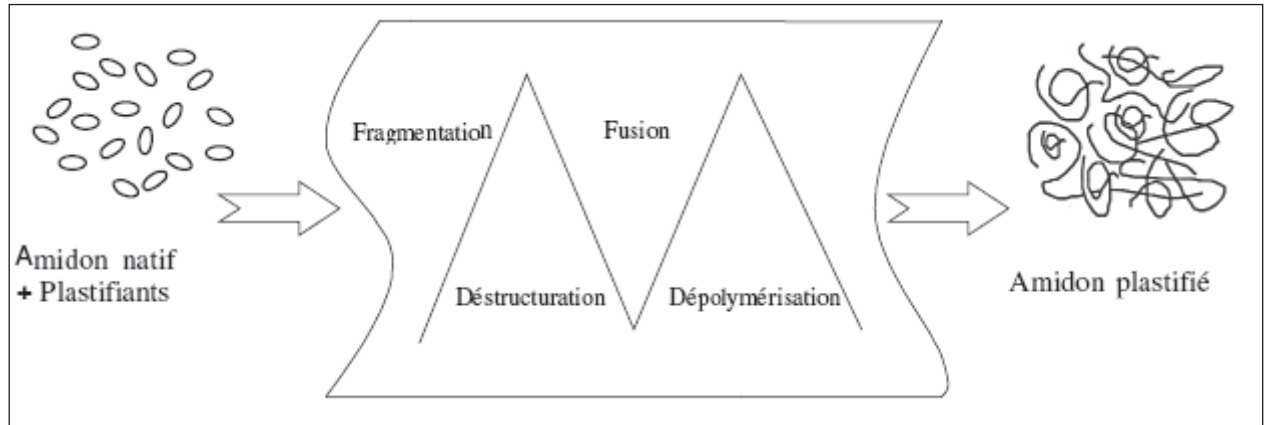 Amidon natif
+ Plastifiants
Fragmentation
Déstructuration
Fusion
Dépolymérisation
Amidon plastifié